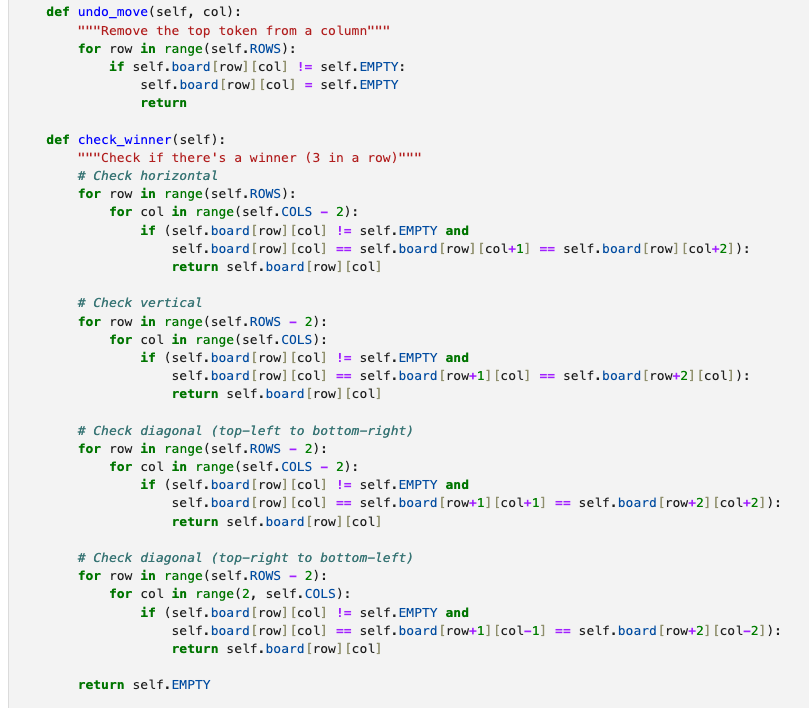 def undo_move(self, col):
        """Remove the top token from a column"""
        for row in range(self.ROWS):
            if self.board[row][col] != self.EMPTY:
                self.board[row][col] = self.EMPTY
                return

    def check_winner(self):
        """Check if there's a winner (3 in a row)"""
        # Check horizontal
        for row in range(self.ROWS):
            for col in range(self.COLS - 2):
                if (self.board[row][col] != self.EMPTY and
                    self.board[row][col] == self.board[row][col+1] == self.board[row][col+2]):
                    return self.board[row][col]

        # Check vertical
        for row in range(self.ROWS - 2):
            for col in range(self.COLS):
                if (self.board[row][col] != self.EMPTY and
                    self.board[row][col] == self.board[row+1][col] == self.board[row+2][col]):
                    return self.board[row][col]

        # Check diagonal (top-left to bottom-right)
        for row in range(self.ROWS - 2):
            for col in range(self.COLS - 2):
                if (self.board[row][col] != self.EMPTY and
                    self.board[row][col] == self.board[row+1][col+1] == self.board[row+2][col+2]):
                    return self.board[row][col]

        # Check diagonal (top-right to bottom-left)
        for row in range(self.ROWS - 2):
            for col in range(2, self.COLS):
                if (self.board[row][col] != self.EMPTY and
                    self.board[row][col] == self.board[row+1][col-1] == self.board[row+2][col-2]):
                    return self.board[row][col]

        return self.EMPTY